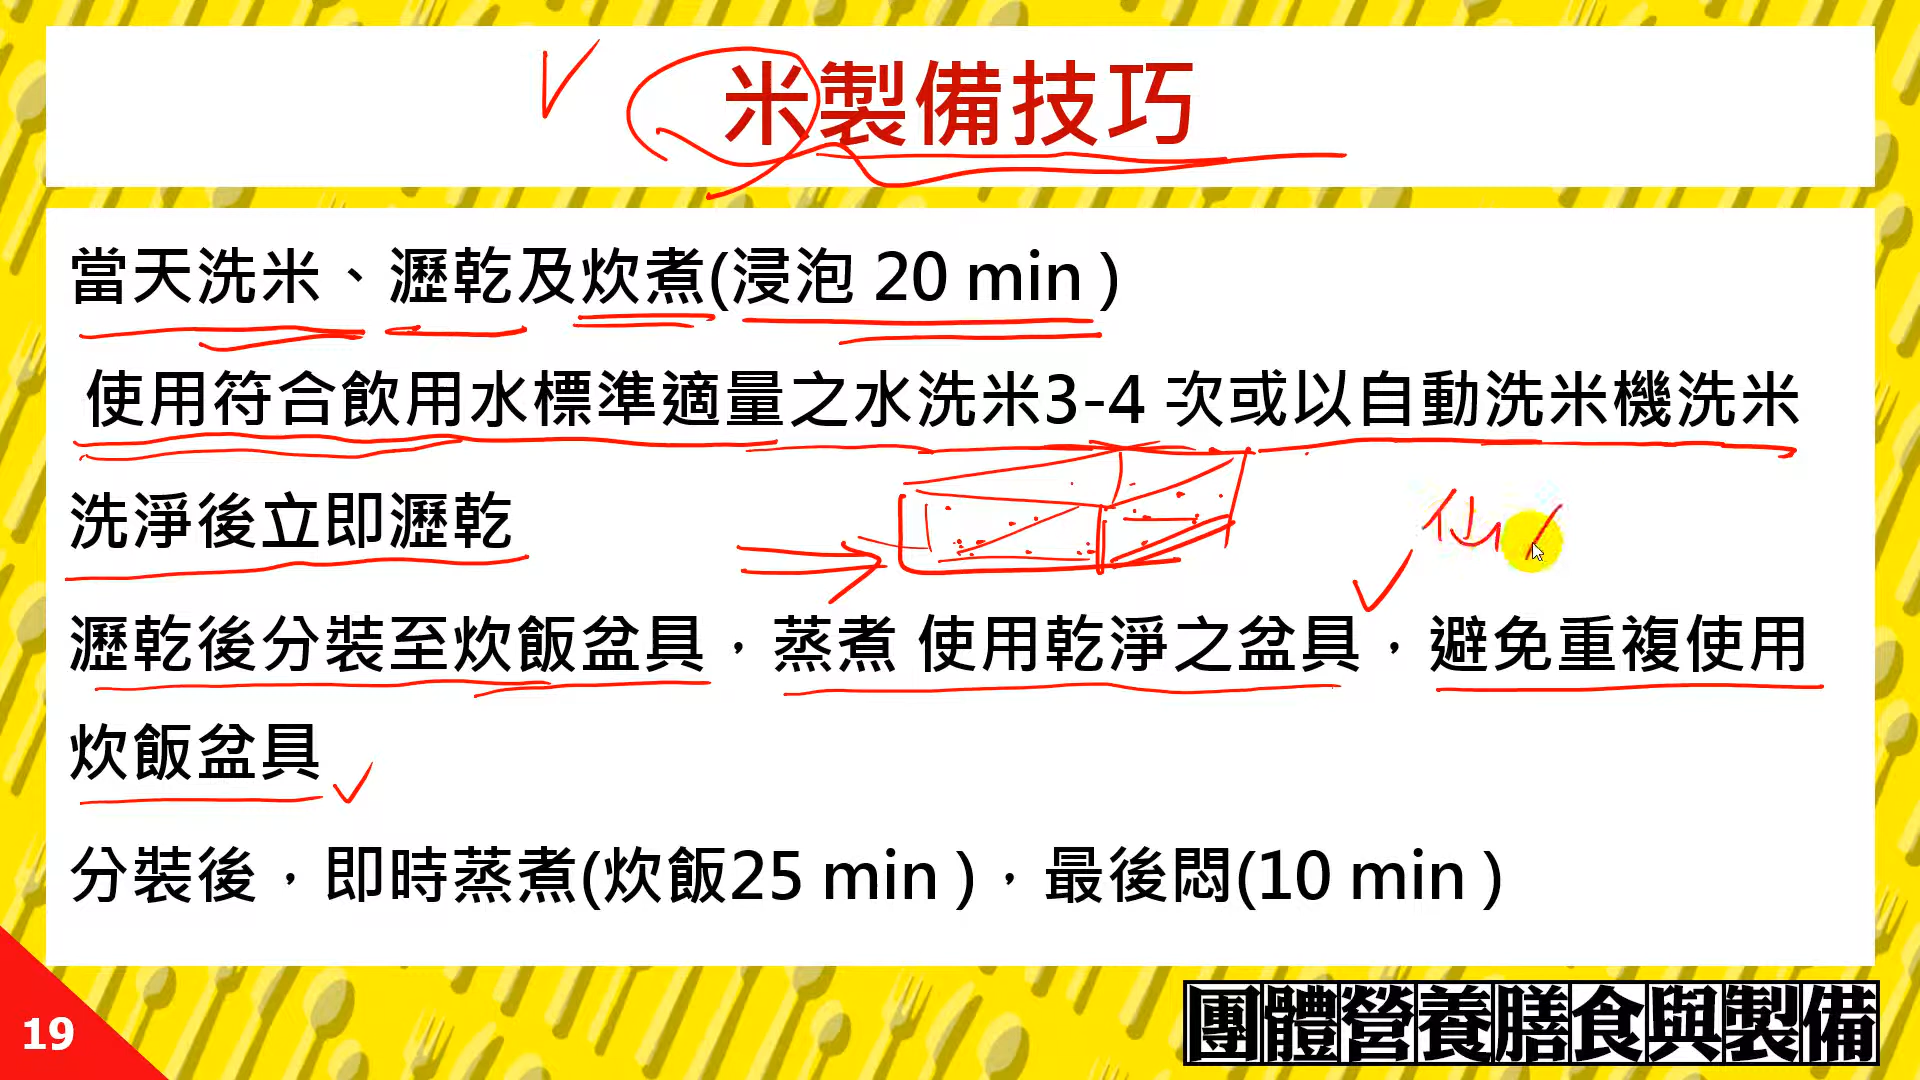 米製備技巧
當天洗米、瀝乾及炊煮(浸泡 20 min )
使用符合飲用水標準適量之水洗米3-4 次或以自動洗米機洗米
洗淨後立即瀝乾
瀝乾後分裝至炊飯盆具，蒸煮 使用乾淨之盆具，避免重複使用
炊飯盆具
分裝後，即時蒸煮(炊飯25 min )，最後悶(10 min )
19
團體營養膳食與製備